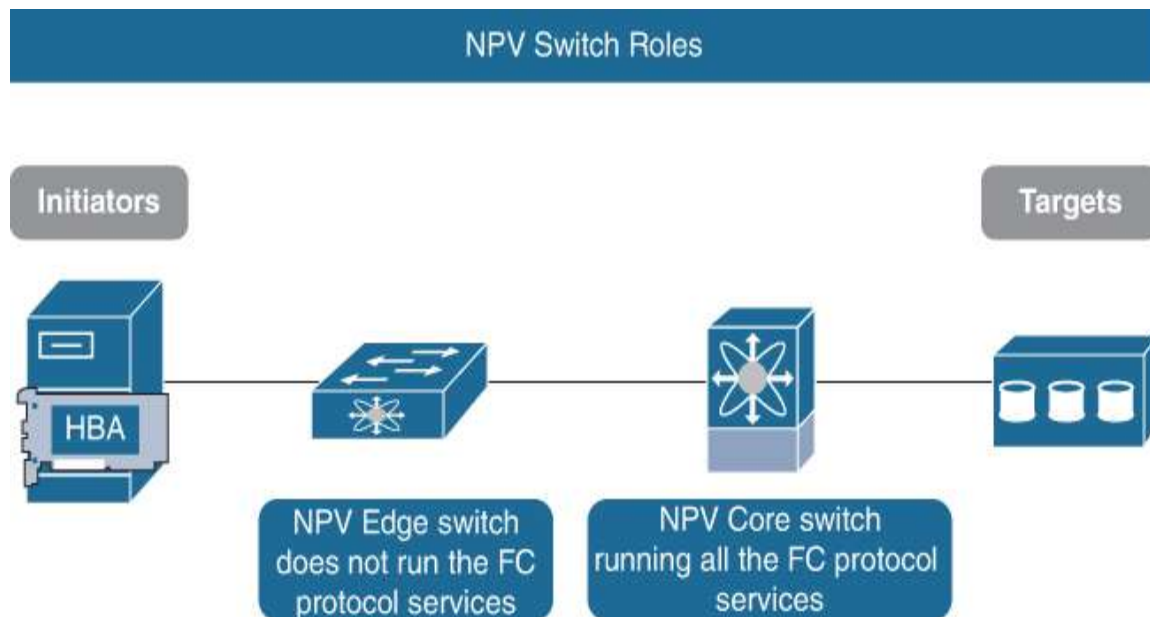 NPV Switch Roles
Initiators
Targets
HBA
NPV Edge switch
does not run the FC
protocol services
NPV Core switch
running all the FC protocol
services